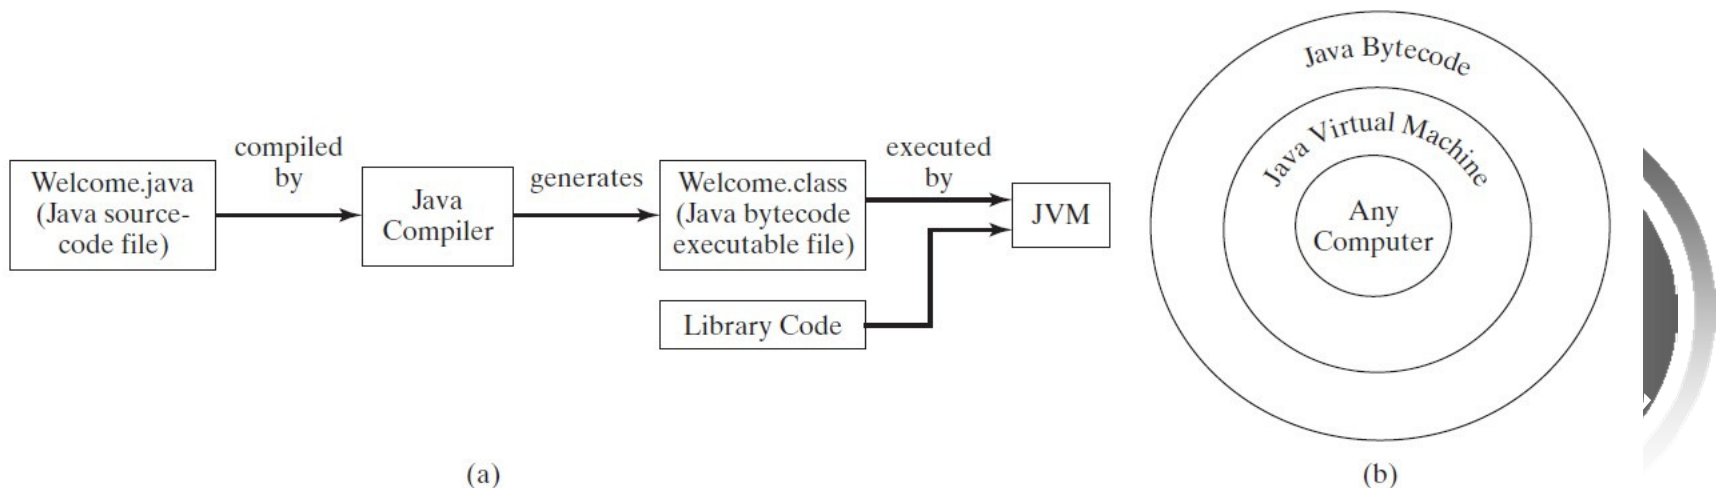 Welcome.java
(Java source-
code file)
compiled
by
Java
Compiler
generates
Welcome.class
(Java bytecode
executable file)
executed
by
JVM
Library Code
(a)
Java Bytecode
Java Virtual Machine
Any
Computer
(b)